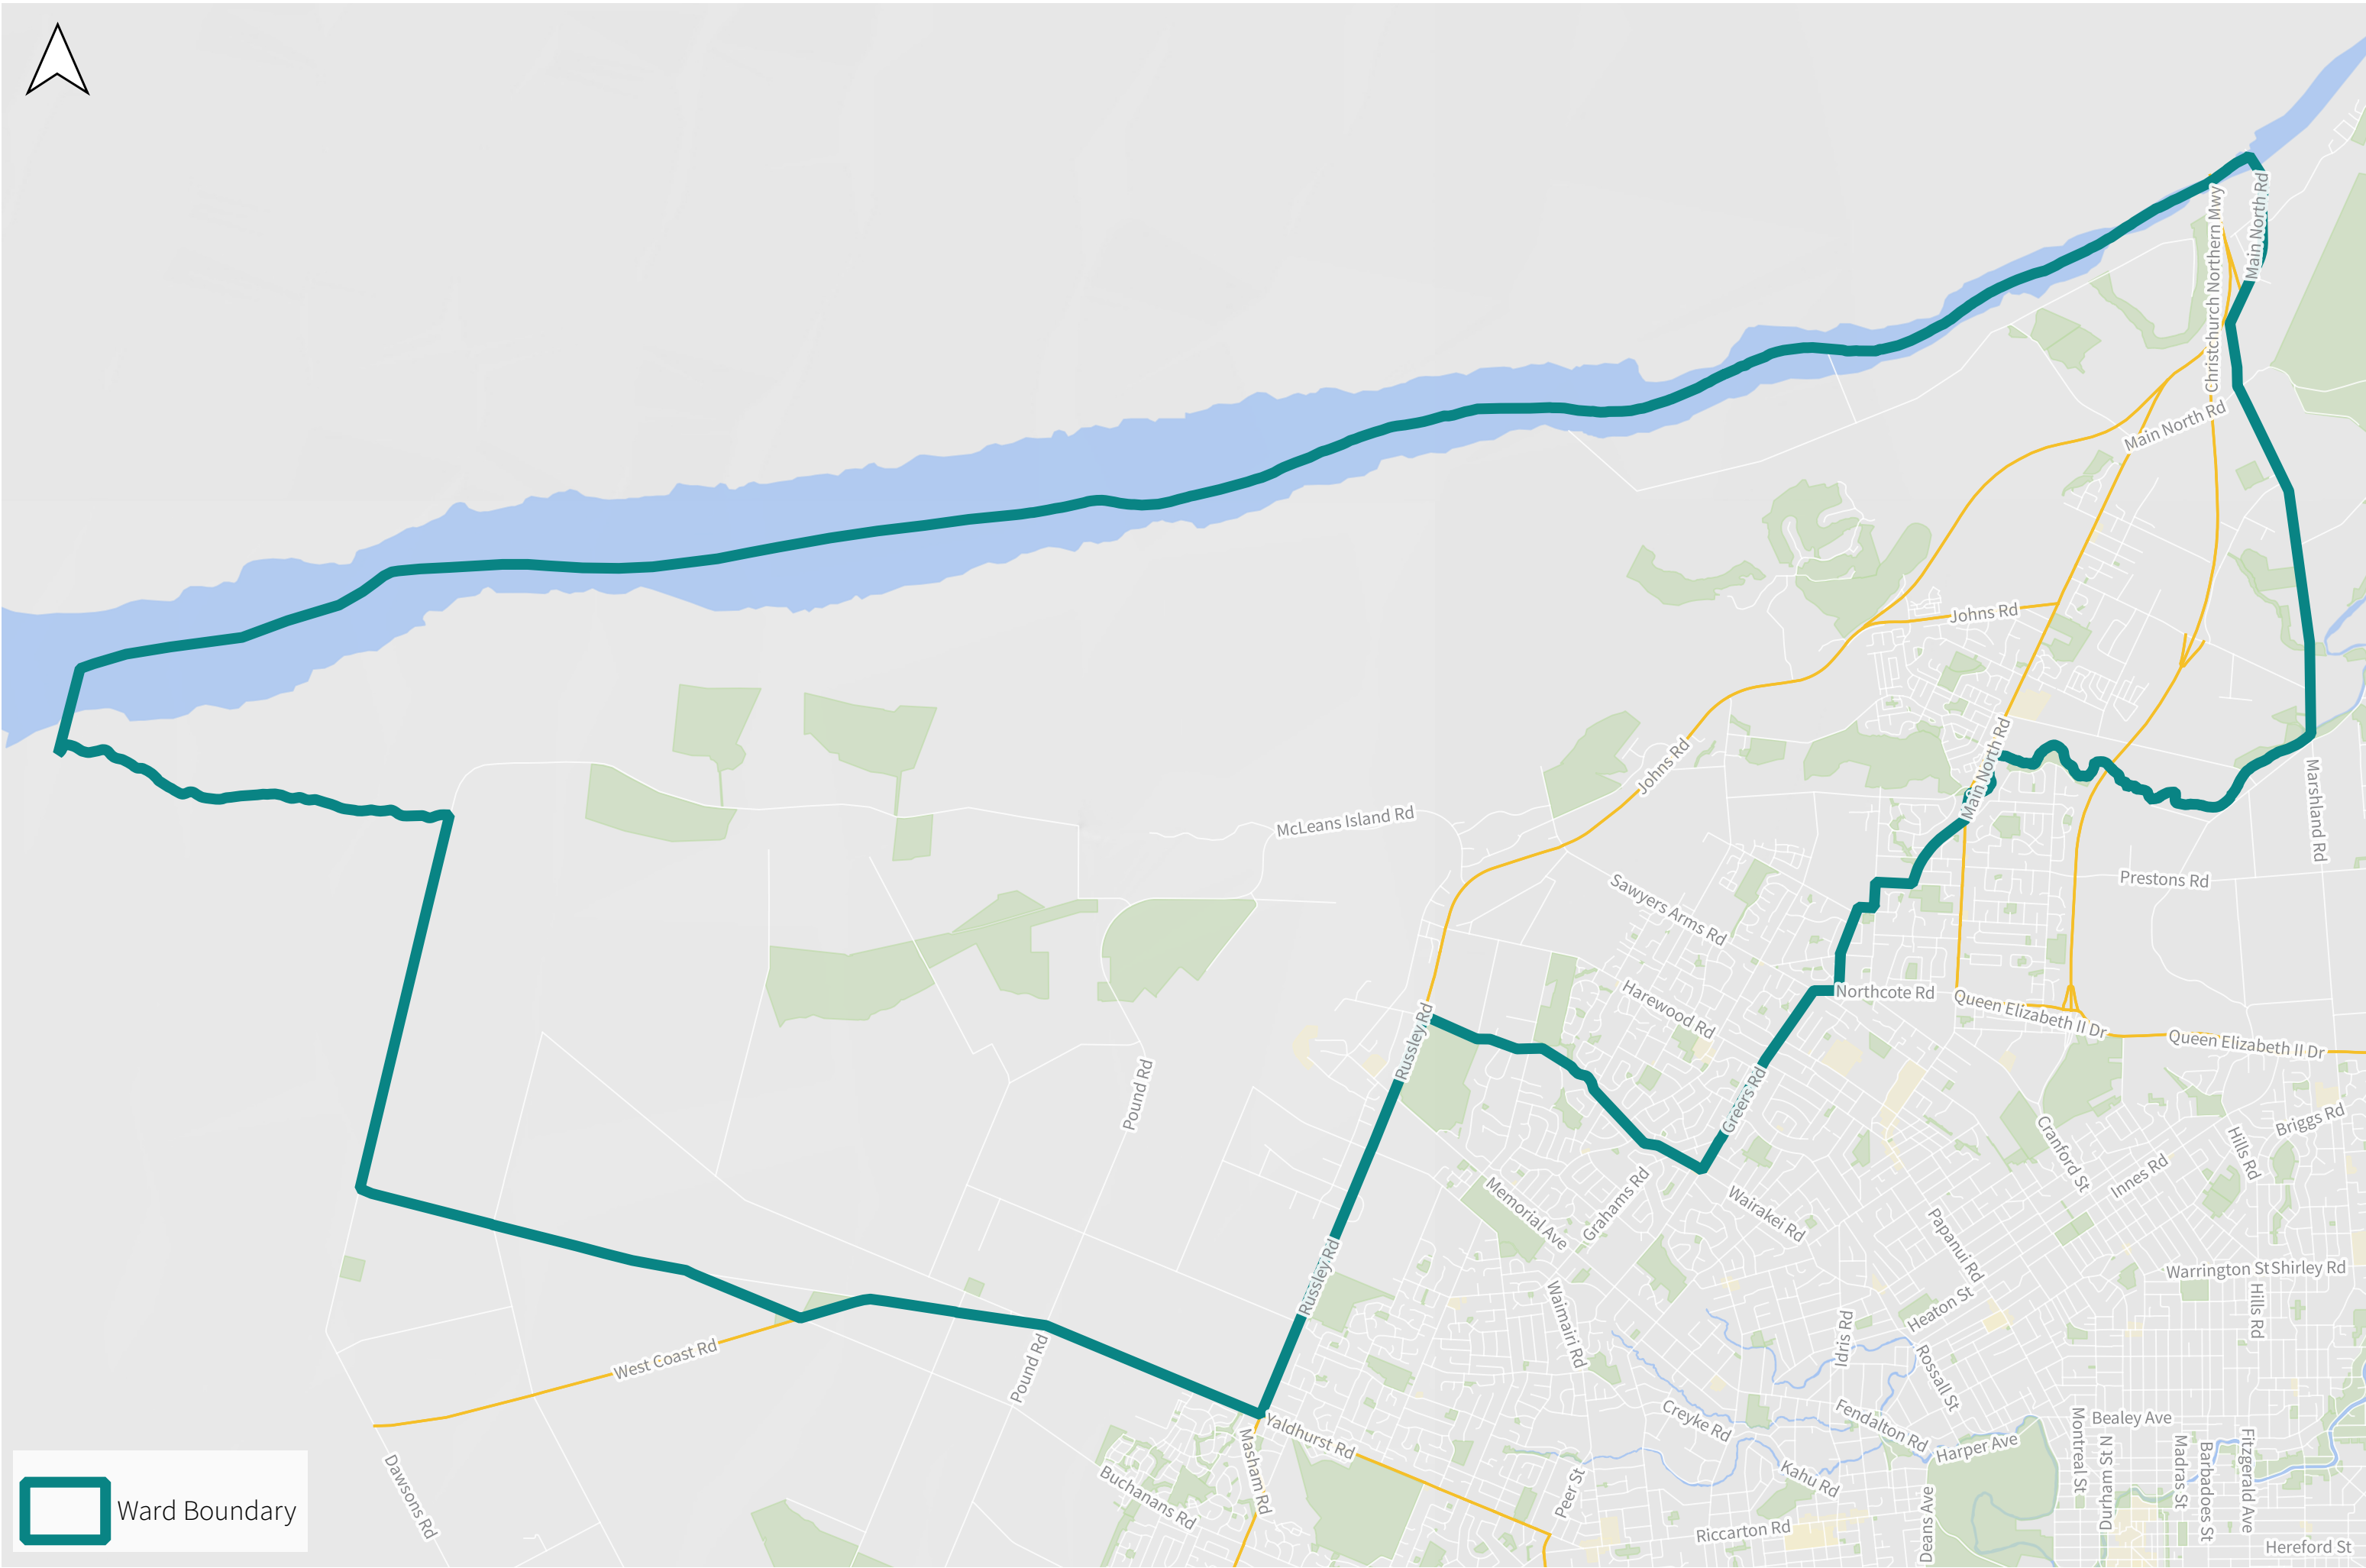 Main North Rd
Christchurch Northern Mwy
Main North Rd
Johns Rd
Main North Rd
Johns Rd
Marshland Rd
McLeans Island Rd
Prestons Rd
Sawyers Arms Rd
Harewood Rd
Northcote Rd
Queen Elizabeth II Dr
Queen Elizabeth II Dr
Russley Rd
Pound Rd
Greers Rd
Briggs Rd
Cranford St
Hills Rd
Innes Rd
Memorial Ave
Grahams Rd
Wairakei Rd
Papanui Rd
Russley Rd
Warrington St
Shirley Rd
Hills Rd
Heaton St
Waimairi Rd
Idris Rd
West Coast Rd
Pound Rd
Rossall St
Creyke Rd
Fendalton Rd
Harper Ave
Bealey Ave
Yaldhurst Rd
Masham Rd
Buchanans Rd
Dawsons Rd
Peer St
Kahu Rd
Riccarton Rd
Deans Ave
Montreal St
Durham St N
Madras St
Barbadoes St
Fitzgerald Ave
Hereford St
Ward Boundary